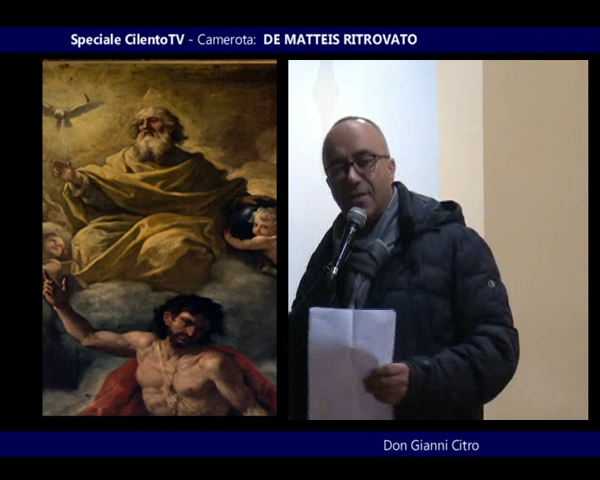 Speciale CilentoTV - Camerota: DE MATTEIS RITROVATO
Don Gianni Citro